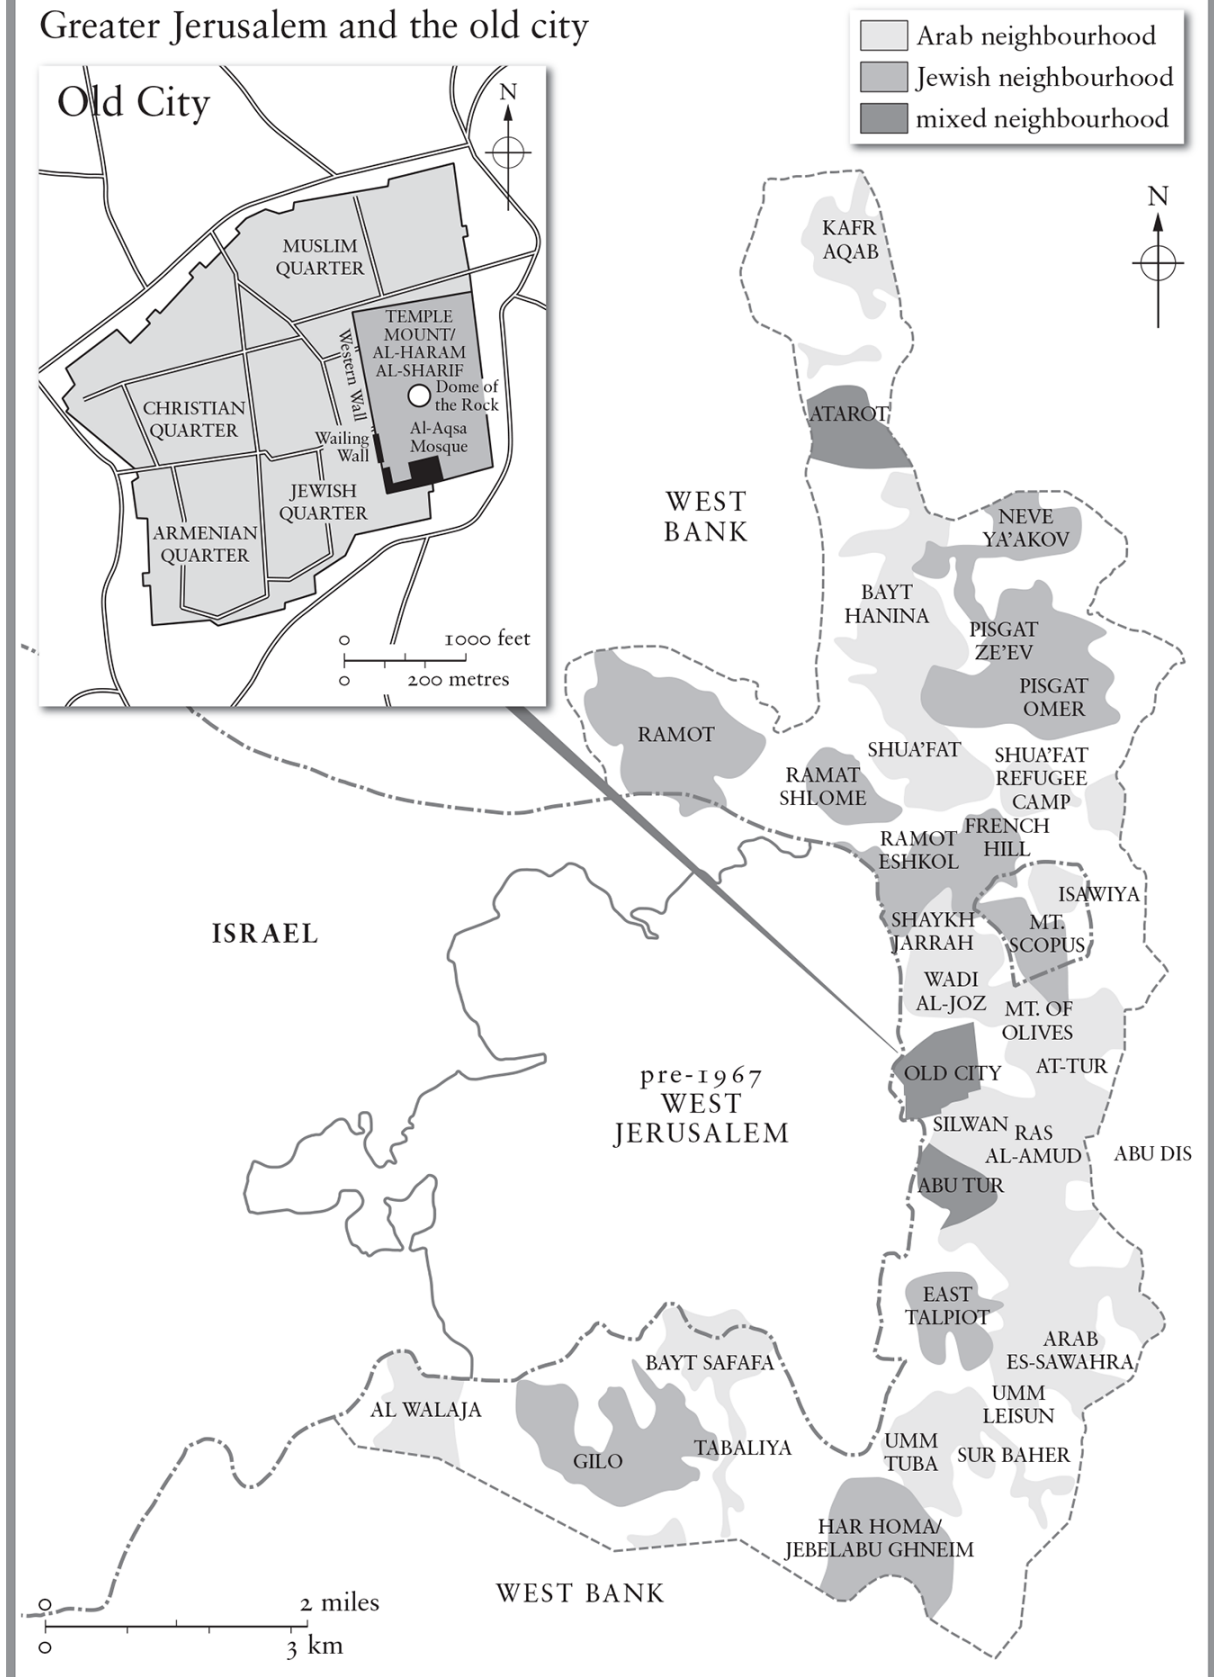 Greater Jerusalem and the old city
Arab neighbourhood
Jewish neighbourhood
mixed neighbourhood
Old City
N
MUSLIM
QUARTER
TEMPLE
MOUNT/
AL-HARAM
AL-SHARIF
Western Wall
Dome of
the Rock
CHRISTIAN
QUARTER
Wailing
Wall
Al-Aqsa
Mosque
JEWISH
QUARTER
ARMENIAN
QUARTER
0 1000 feet
0 200 metres
N
KAFR
AQAB
ATAROT
WEST
BANK
NEVE
YA'AKOV
BAYT
HANINA
PISGAT
ZE'EV
PISGAT
OMER
RAMOT
SHUA'FAT
SHUA'FAT
REFUGEE
CAMP
RAMAT
SHLOME
FRENCH
HILL
RAMOT
ESHKOL
ISAWIYA
SHAYKH
JARRAH
MT.
SCOPUS
ISRAEL
WADI
AL-JOZ
MT. OF
OLIVES
AT-TUR
OLD CITY
pre-1967
WEST
JERUSALEM
SILWAN
RAS
AL-AMUD
ABU DIS
ABU TUR
EAST
TALPIOT
ARAB
ES-SAWAHRA
BAYT SAFAFA
AL WALAJA
UMM
LEISUN
GILO
TABALIYA
UMM
TUBA
SUR BAHER
HAR HOMA/
JEBELABU GHNEIM
WEST BANK
0 2 miles
0 3 km